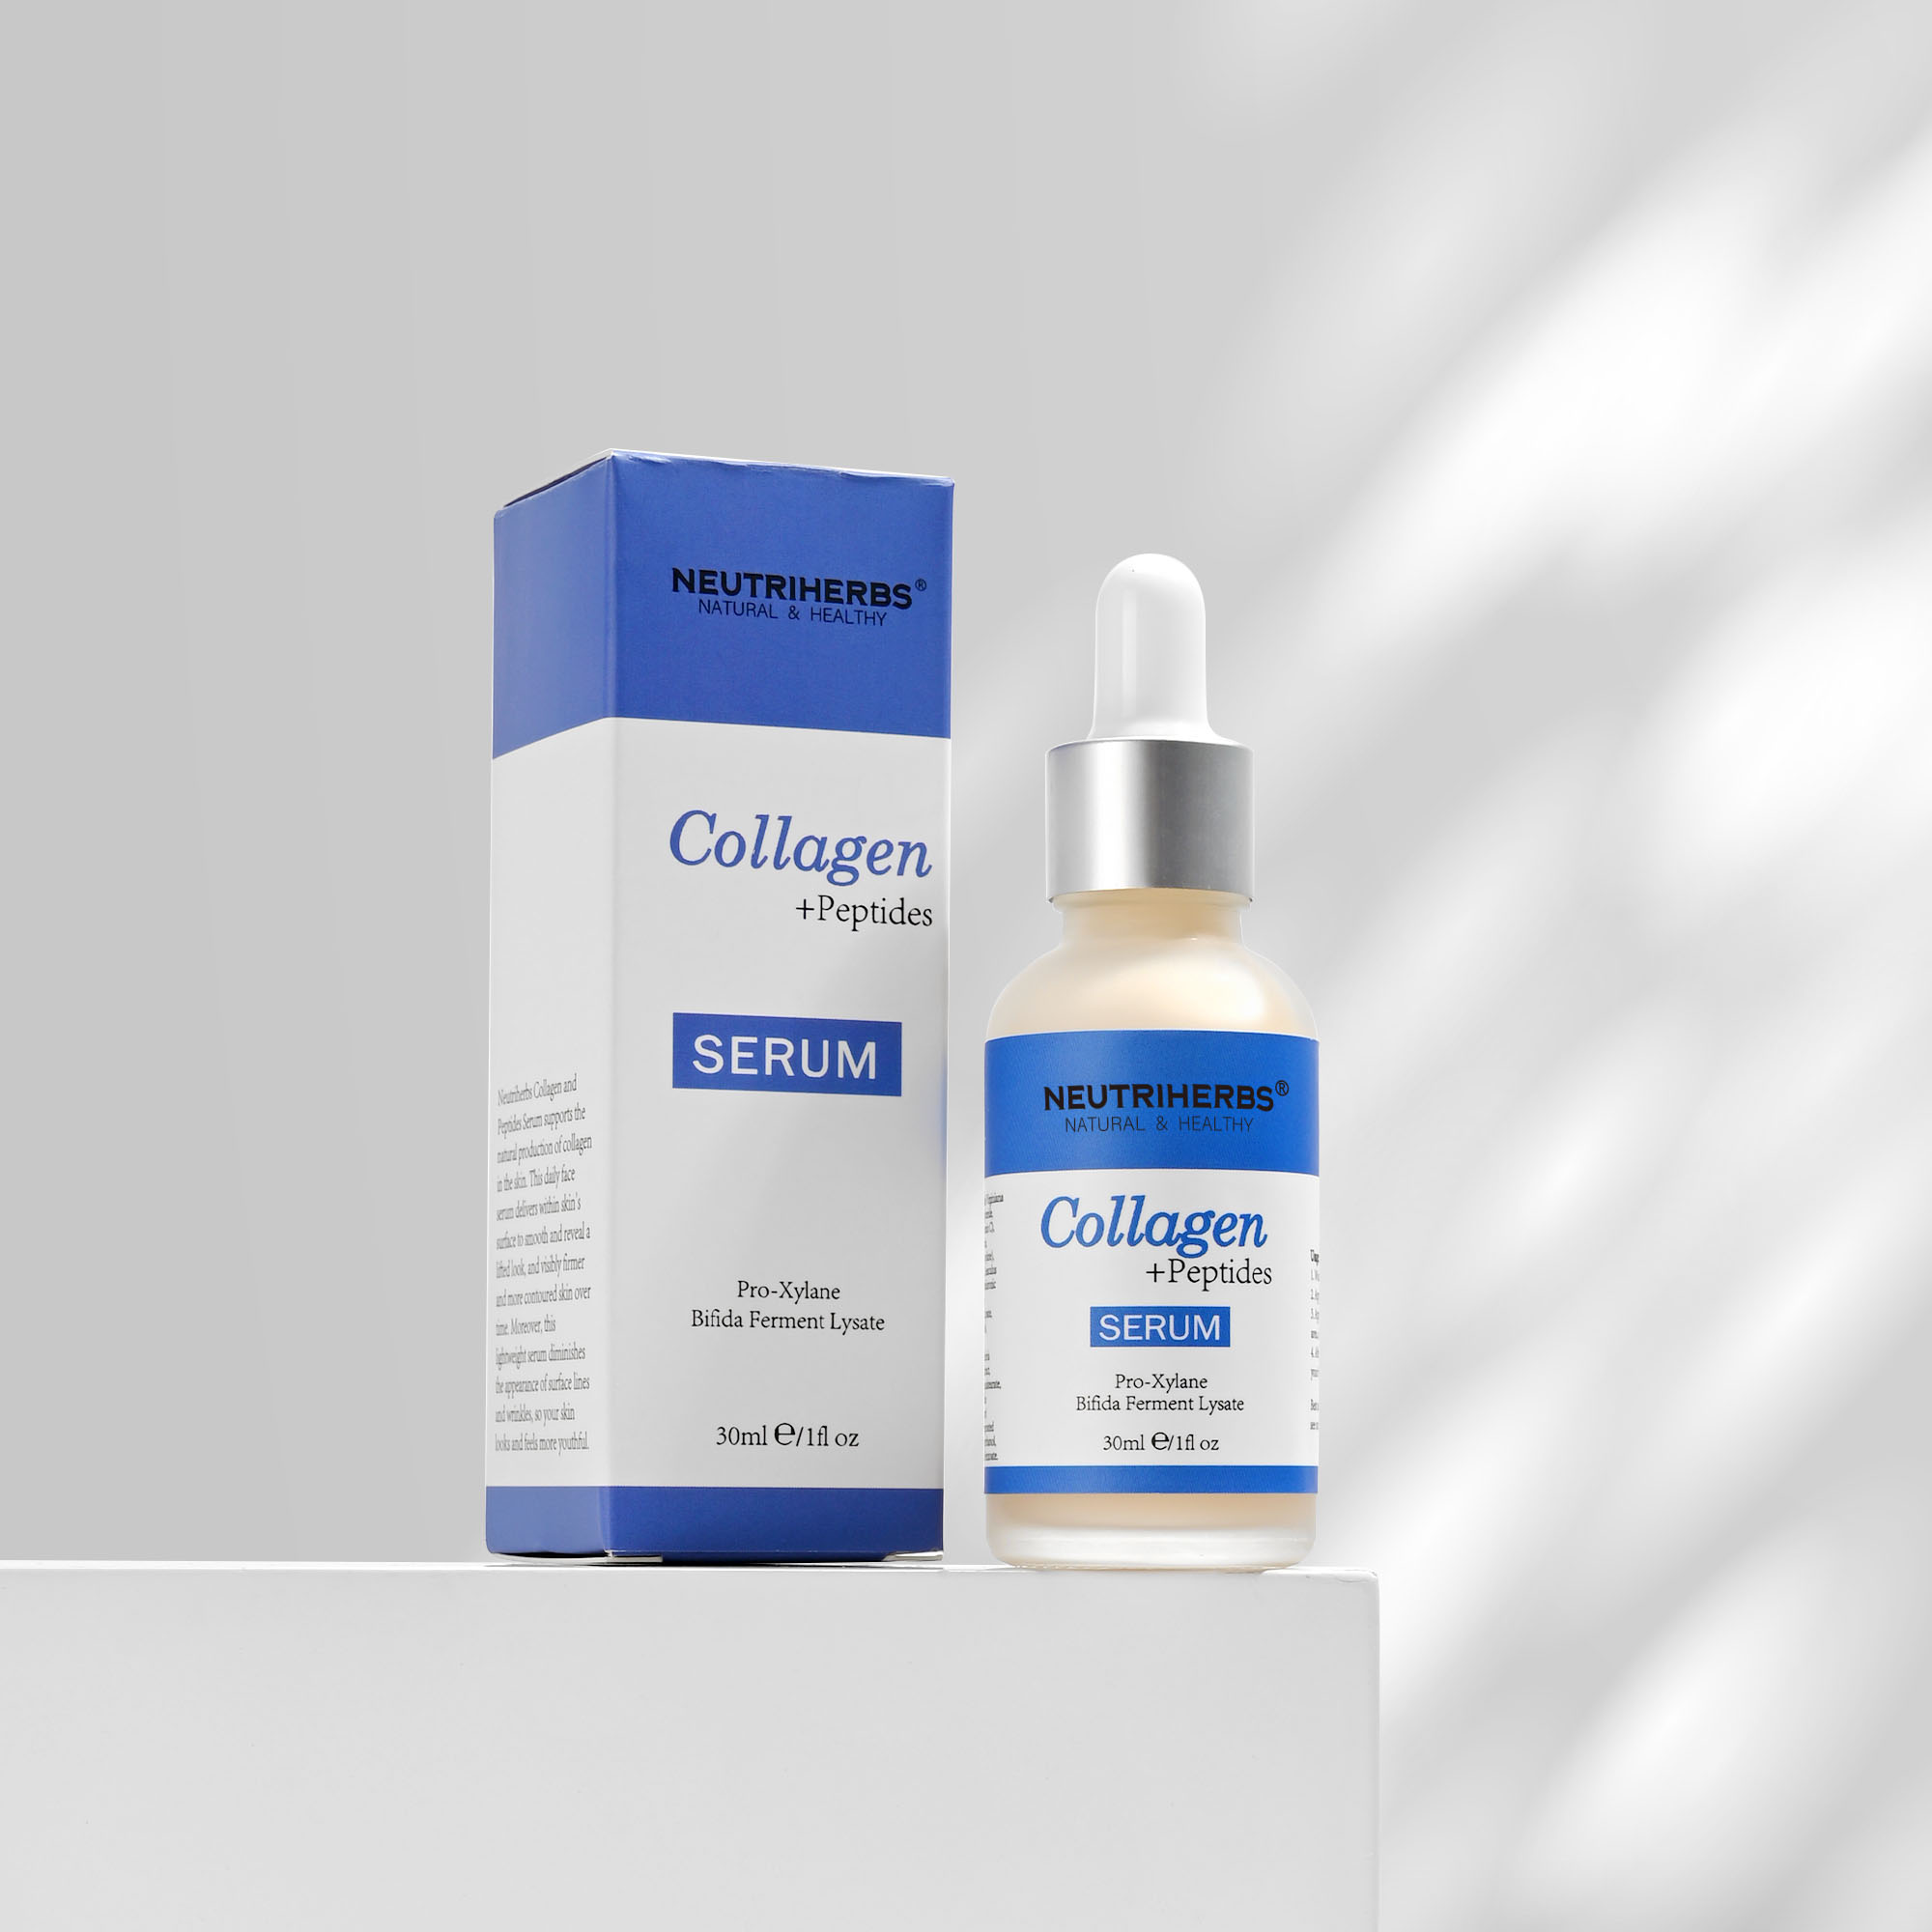 NEUTRIHERBS®
NATURAL & HEALTHY
Collagen
+Peptides
SERUM
Pro-Xylane
Bifida Ferment Lysate
30ml ℮/1fl oz
Neutriherbs Collagen and
Peptides Serum supports the
natural production of collagen
in the skin. This daily face
serum delivers within skin's
surface to smooth and reveal a
lifted look, and visibly firmer
and more contoured skin over
time. Moreover, this
lightweight serum diminishes
the appearance of surface lines
and wrinkles, so your skin
looks and feels more youthful.
NEUTRIHERBS®
NATURAL & HEALTHY
Collagen
+Peptides
SERUM
Pro-Xylane
Bifida Ferment Lysate
30ml ℮/1fl oz